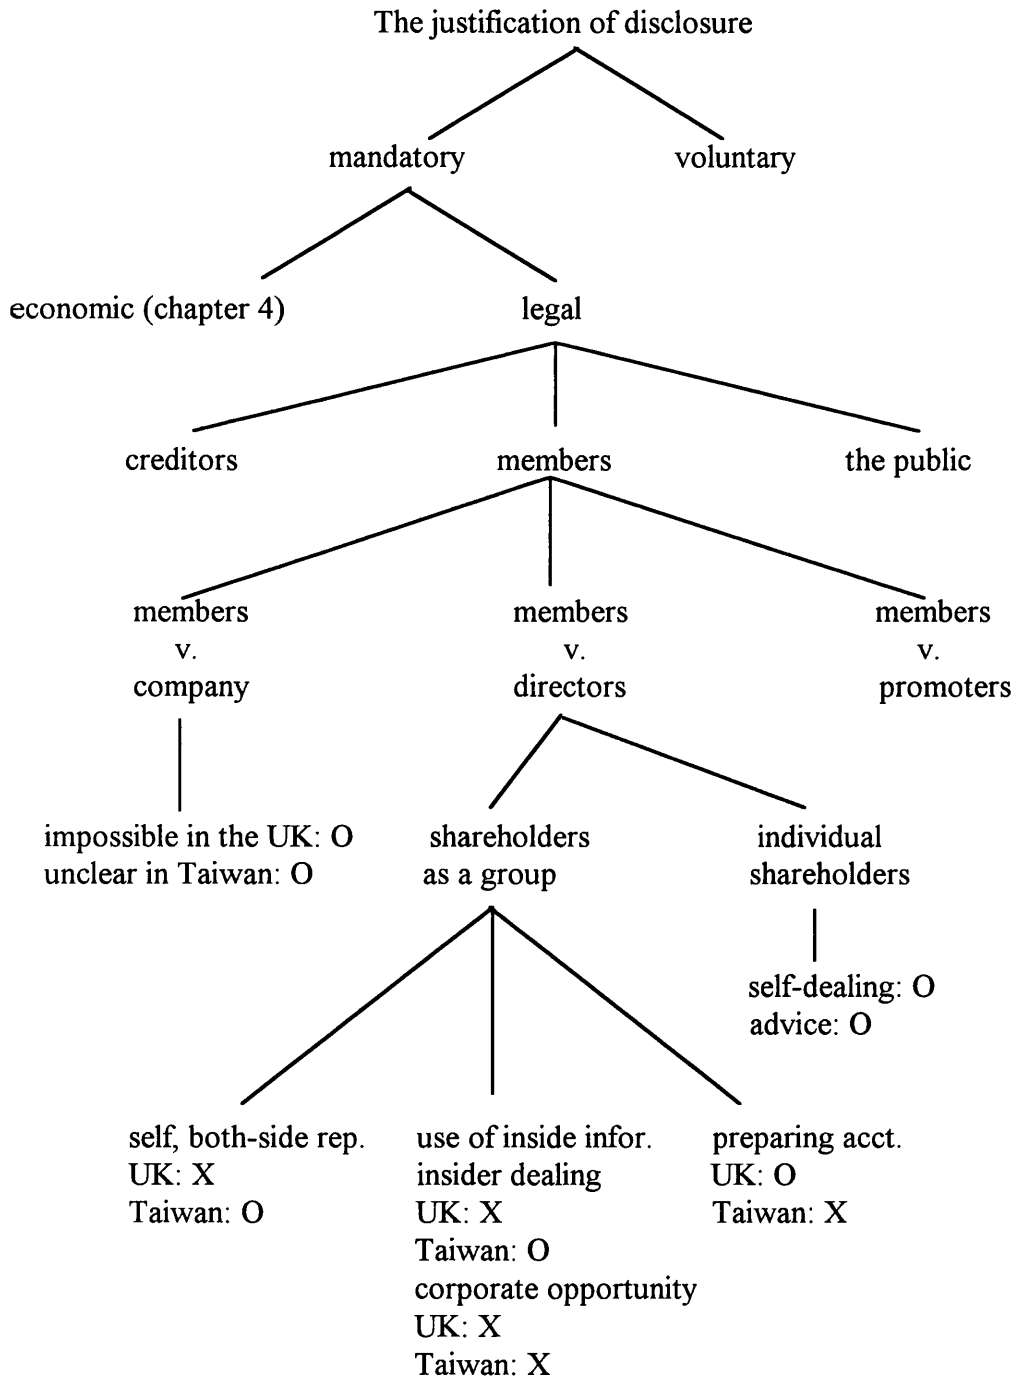 The justification of disclosure
mandatory
voluntary
economic (chapter 4)
legal
creditors
members
the public
members
v.
company
members
v.
directors
members
v.
promoters
impossible in the UK: O
unclear in Taiwan: O
shareholders
as a group
individual
shareholders
self-dealing: O
advice: O
self, both-side rep.
UK: X
Taiwan: O
use of inside infor.
insider dealing
UK: X
Taiwan: O
corporate opportunity
UK: X
Taiwan: X
preparing acct.
UK: O
Taiwan: X